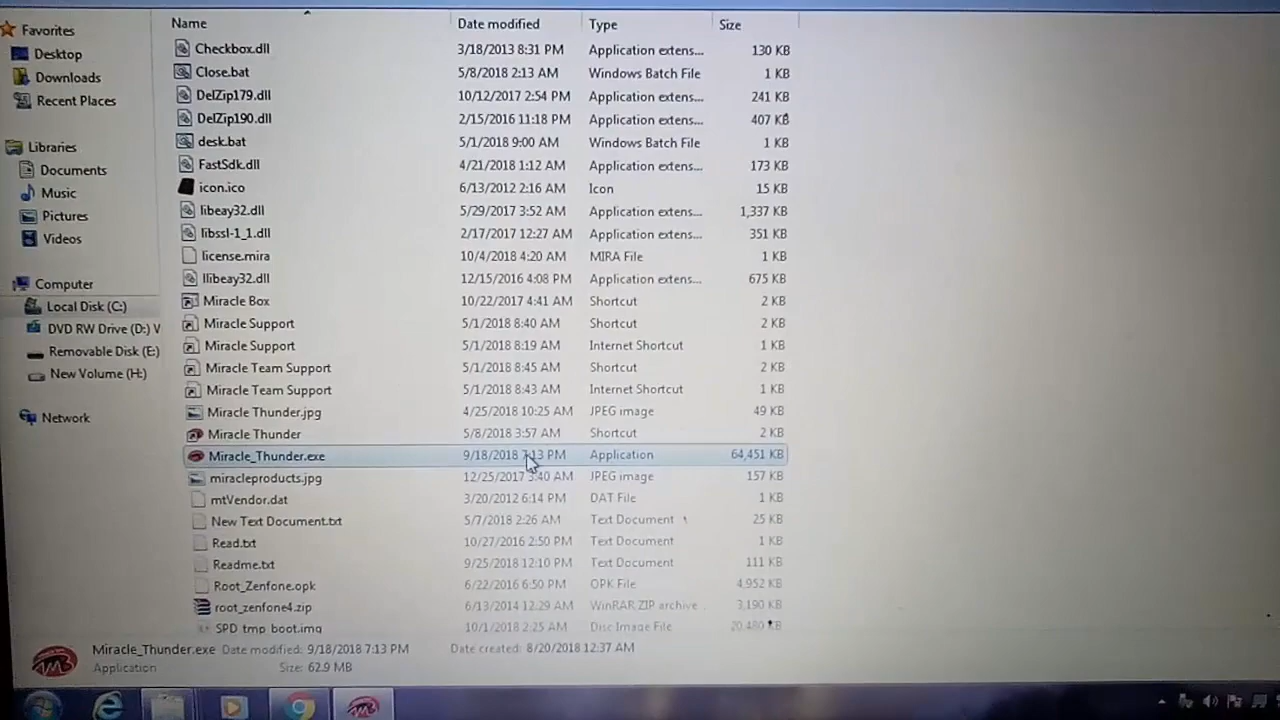 Name Date modified Type Size
Favorites
Desktop
Downloads
Recent Places
Libraries
Documents
Music
Pictures
Videos
Computer
Local Disk (C:)
DVD RW Drive (D:) V
Removable Disk (E:)
New Volume (H:)
Network
Checkbox.dll 3/18/2013 8:31 PM Application extens... 130 KB
Close.bat 5/8/2018 2:13 AM Windows Batch File 1 KB
DelZip179.dll 10/12/2017 2:54 PM Application extens... 241 KB
DelZip190.dll 2/15/2016 11:18 PM Application extens... 407 KB
desk.bat 5/1/2018 9:00 AM Windows Batch File 1 KB
FastSdk.dll 4/21/2018 1:12 AM Application extens... 173 KB
icon.ico 6/13/2012 2:16 AM Icon 15 KB
libeay32.dll 5/29/2017 3:52 AM Application extens... 1,337 KB
libssl-1_1.dll 2/17/2017 12:27 AM Application extens... 351 KB
license.mira 10/4/2018 4:20 AM MIRA File 1 KB
llibeay32.dll 12/15/2016 4:08 PM Application extens... 675 KB
Miracle Box 10/22/2017 4:41 AM Shortcut 2 KB
Miracle Support 5/1/2018 8:40 AM Shortcut 2 KB
Miracle Support 5/1/2018 8:19 AM Internet Shortcut 1 KB
Miracle Team Support 5/1/2018 8:45 AM Shortcut 2 KB
Miracle Team Support 5/1/2018 8:43 AM Internet Shortcut 1 KB
Miracle Thunder.jpg 4/25/2018 10:25 AM JPEG image 49 KB
Miracle Thunder 5/8/2018 3:57 AM Shortcut 2 KB
Miracle_Thunder.exe 9/18/2018 7:13 PM Application 64,451 KB
miracleproducts.jpg 12/25/2017 3:40 AM JPEG image 157 KB
mtVendor.dat 3/20/2012 6:14 PM DAT File 1 KB
New Text Document.txt 5/7/2018 2:26 AM Text Document 25 KB
Read.txt 10/27/2016 2:50 PM Text Document 1 KB
Readme.txt 9/25/2018 12:10 PM Text Document 111 KB
Root_Zenfone.opk 6/22/2016 6:50 PM OPK File 4,952 KB
root_zenfone4.zip 6/13/2014 12:29 AM WinRAR ZIP archive 3,190 KB
SPD tmp boot.img 10/1/2018 2:25 AM Disc Image File 20,480 KB
Miracle_Thunder.exe Date modified: 9/18/2018 7:13 PM Date created: 8/20/2018 12:37 AM
Application Size: 62.9 MB